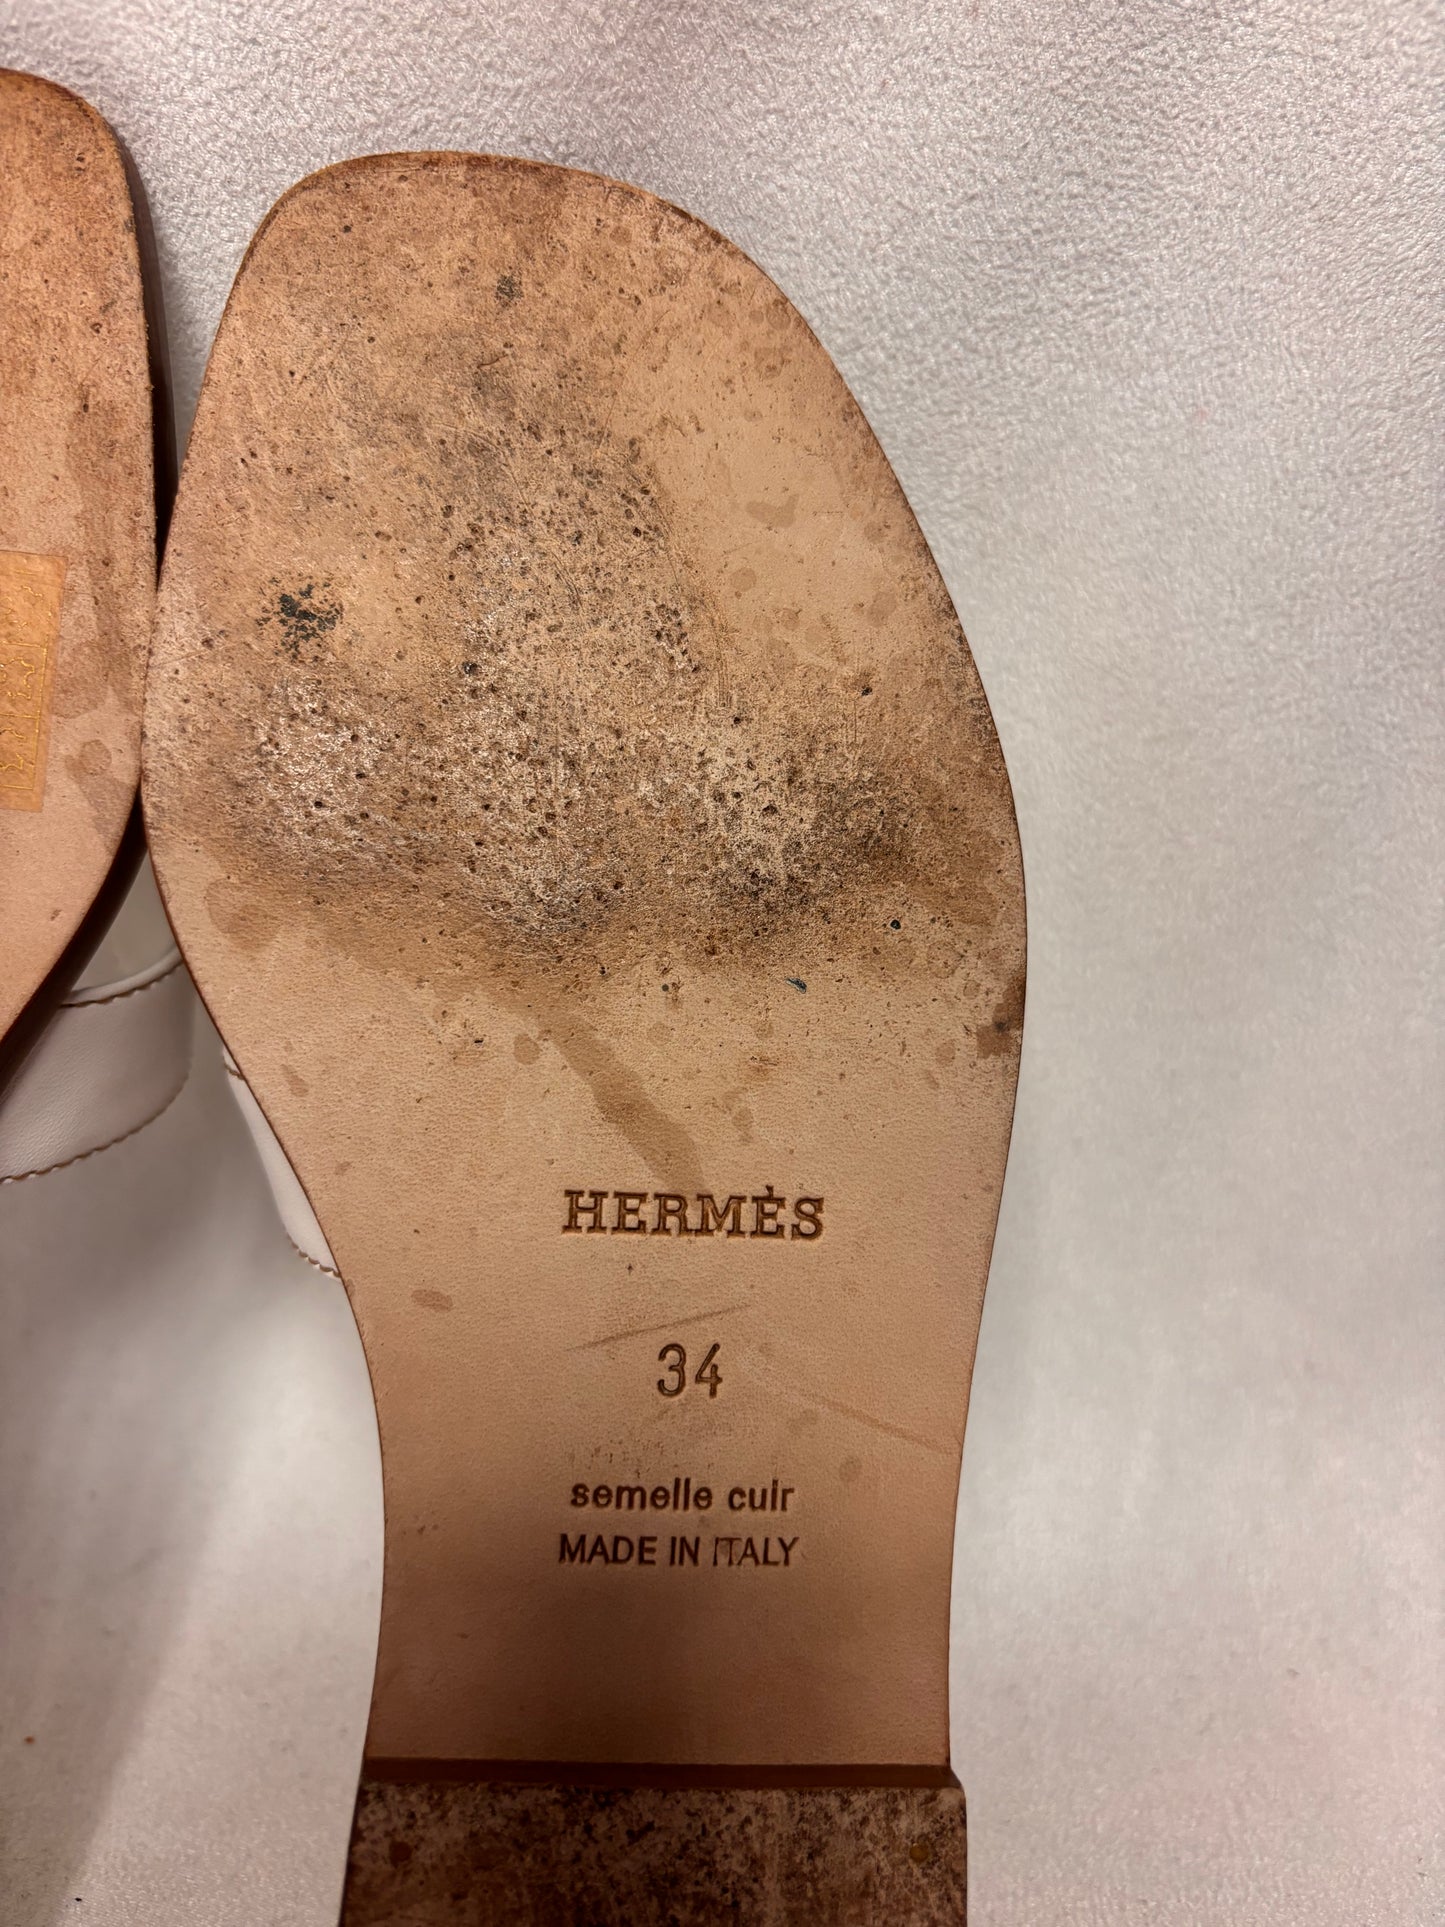 HERMÈS
34
semelle cuir
MADE IN ITALY